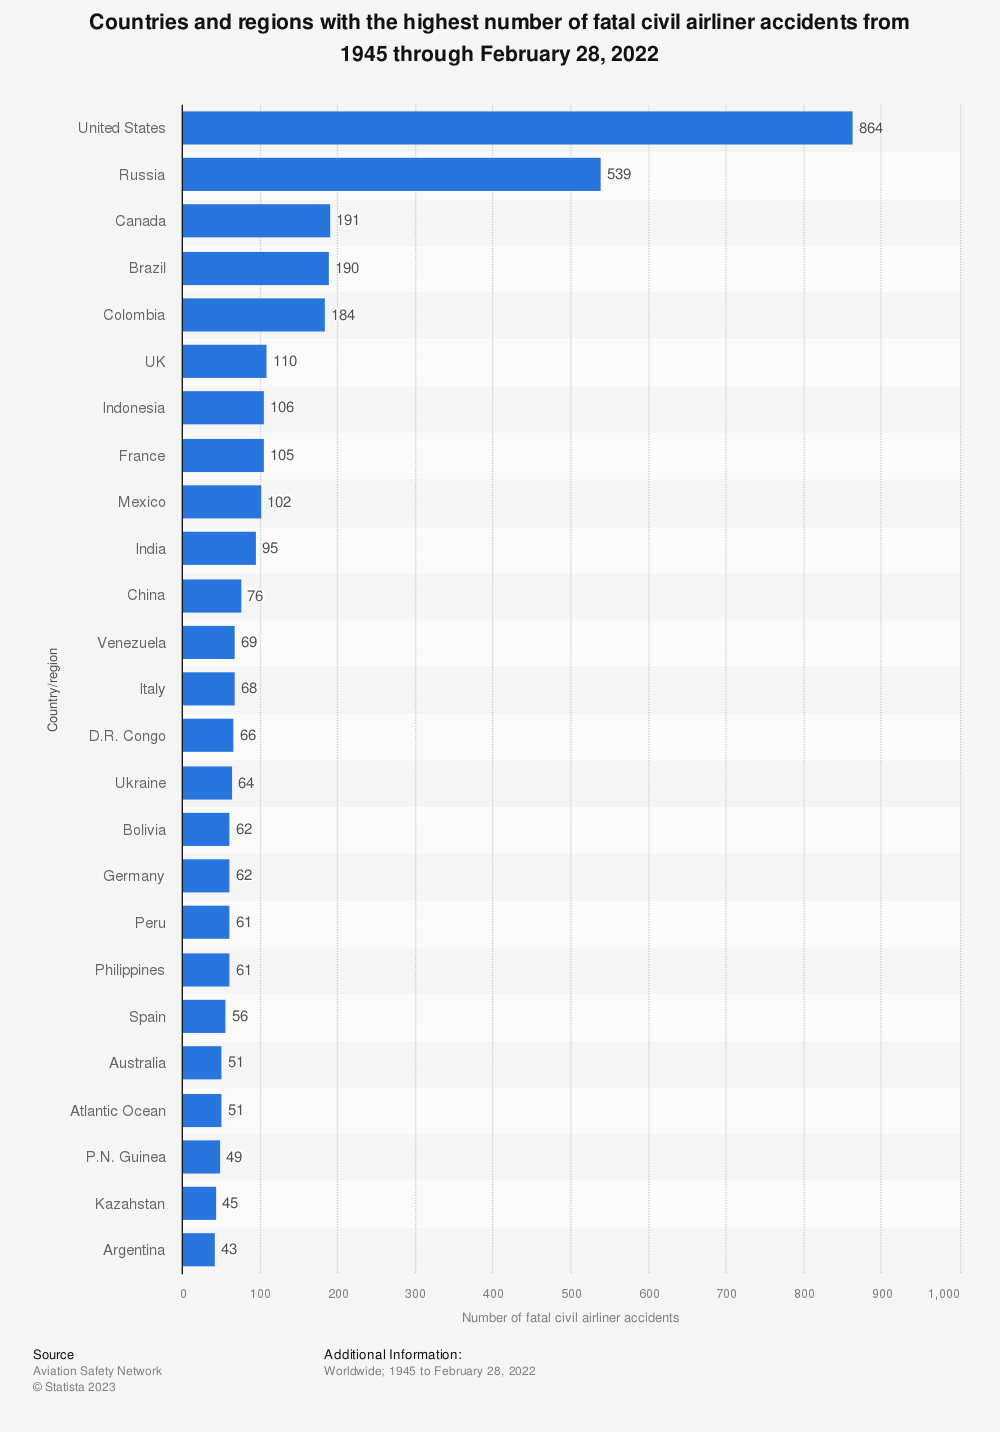 Countries and regions with the highest number of fatal civil airliner accidents from
1945 through February 28, 2022
United States 864
Russia 539
Canada 191
Brazil 190
Colombia 184
UK 110
Indonesia 106
France 105
Mexico 102
India 95
China 76
Venezuela 69
Italy 68
D.R. Congo 66
Ukraine 64
Bolivia 62
Germany 62
Peru 61
Philippines 61
Spain 56
Australia 51
Atlantic Ocean 51
P.N. Guinea 49
Kazahstan 45
Argentina 43
Country/region
0 100 200 300 400 500 600 700 800 900 1,000
Number of fatal civil airliner accidents
Source
Aviation Safety Network
© Statista 2023
Additional Information:
Worldwide; 1945 to February 28, 2022